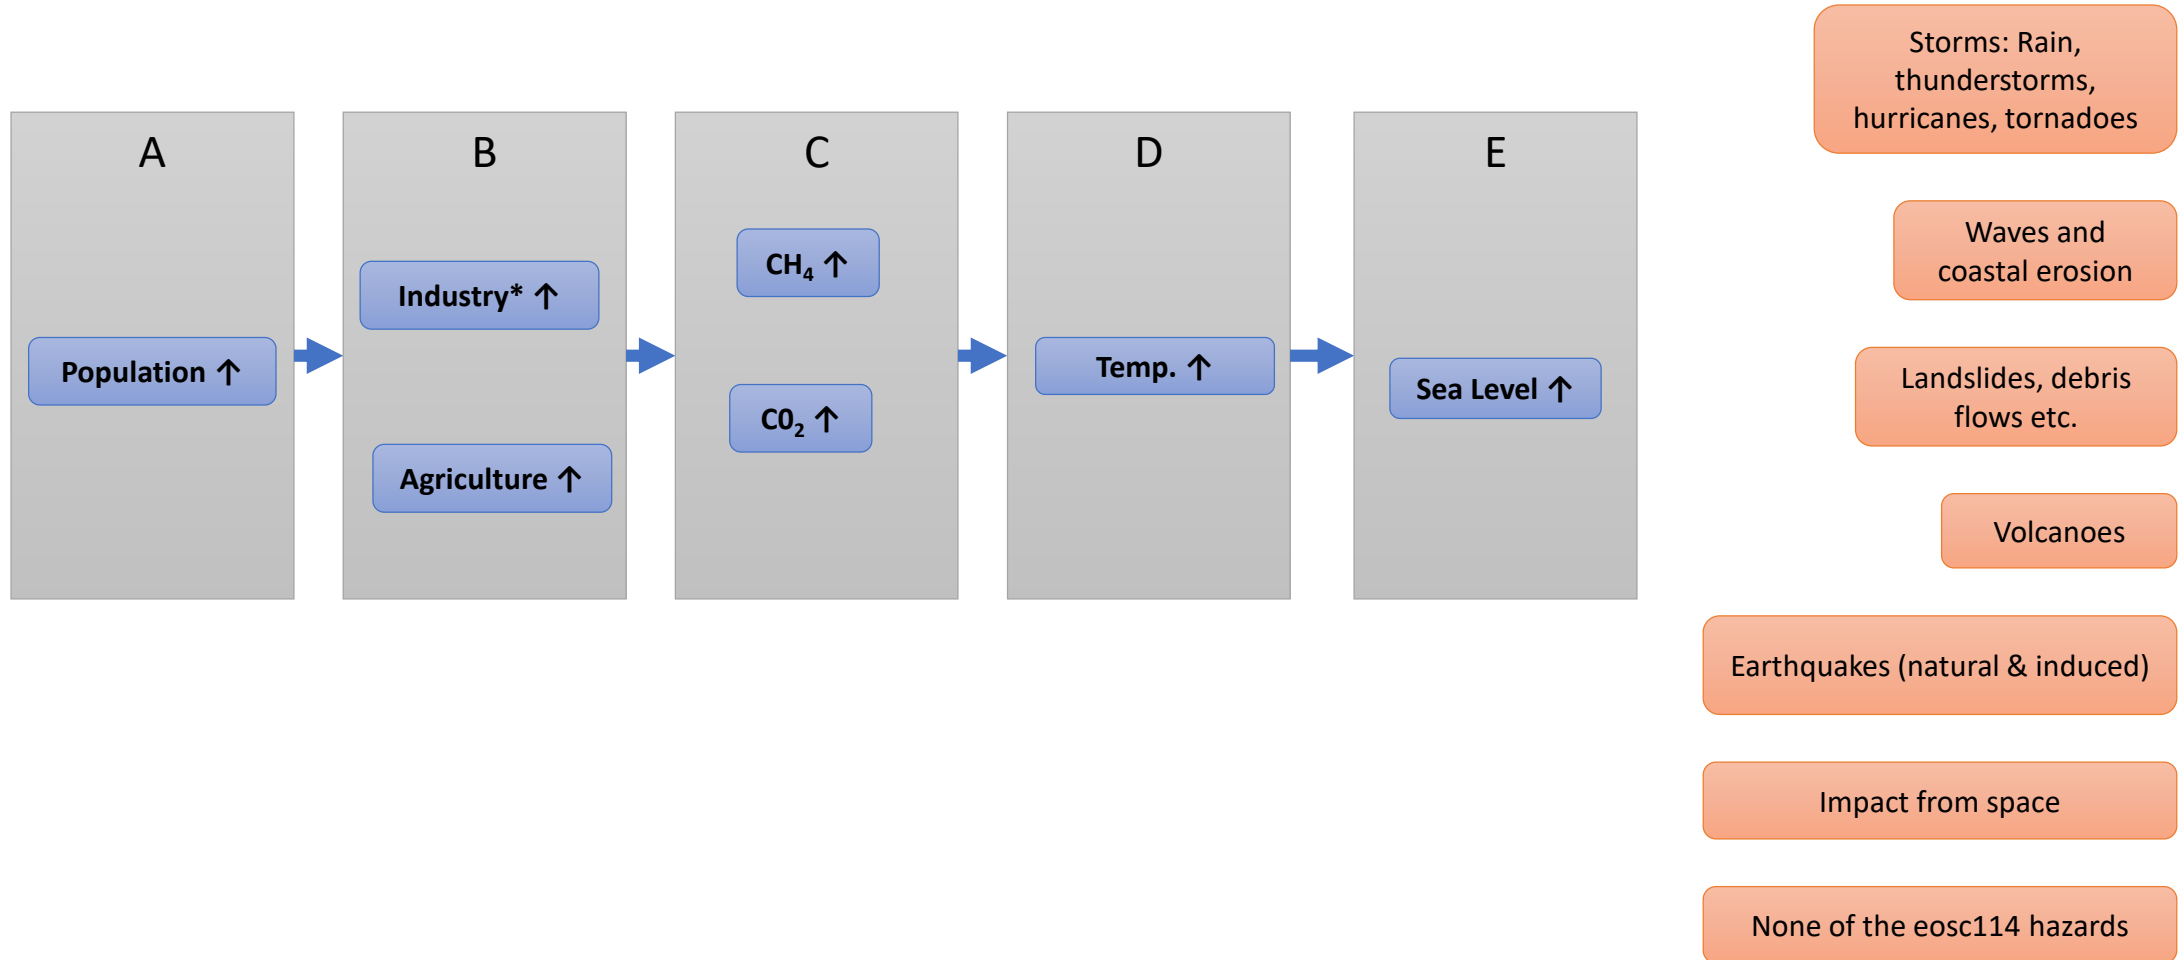 A
Population ↑
B
Industry* ↑
Agriculture ↑
C
CH₄ ↑
C0₂ ↑
D
Temp. ↑
E
Sea Level ↑
Storms: Rain,
thunderstorms,
hurricanes, tornadoes
Waves and
coastal erosion
Landslides, debris
flows etc.
Volcanoes
Earthquakes (natural & induced)
Impact from space
None of the eosc114 hazards